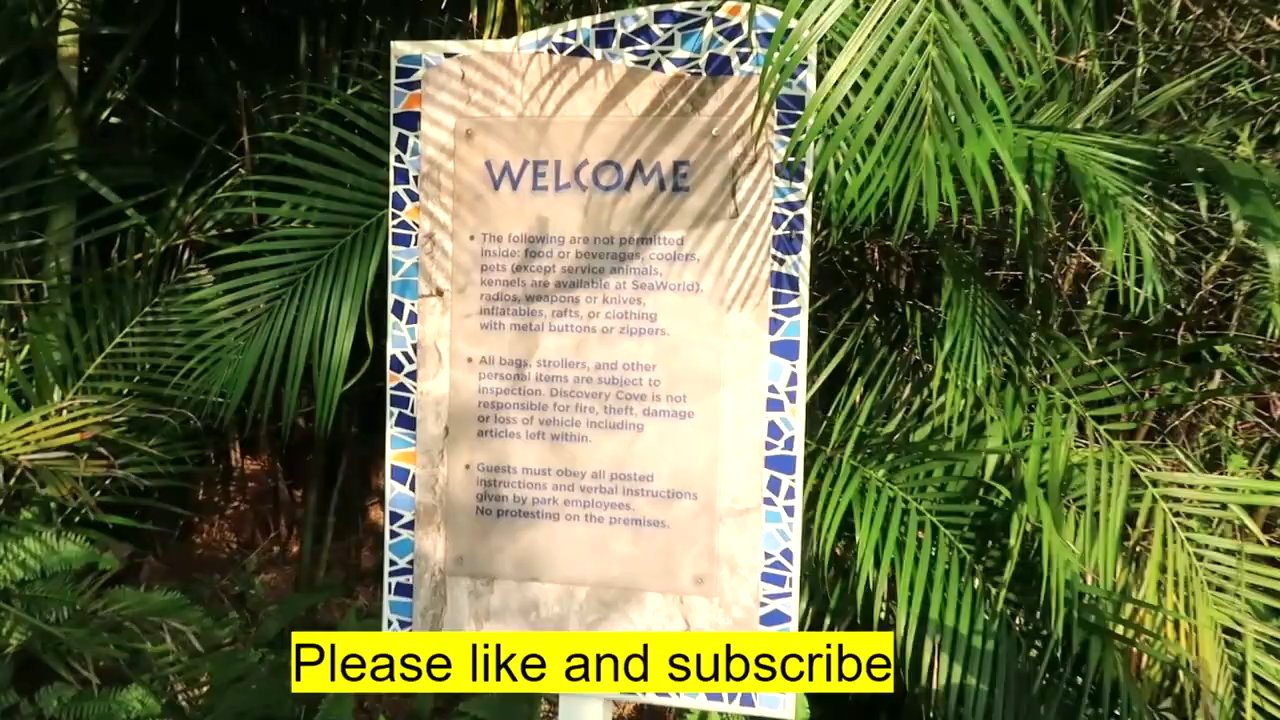 WELCOME
• The following are not permitted
inside: food or beverages, coolers,
pets (except service animals,
kennels are available at SeaWorld),
radios, weapons or knives,
inflatables, rafts, or clothing
with metal buttons or zippers.
• All bags, strollers, and other
personal items are subject to
inspection. Discovery Cove is not
responsible for fire, theft, damage
or loss of vehicle including
articles left within.
• Guests must obey all posted
instructions and verbal instructions
given by park employees.
No protesting on the premises.
Please like and subscribe